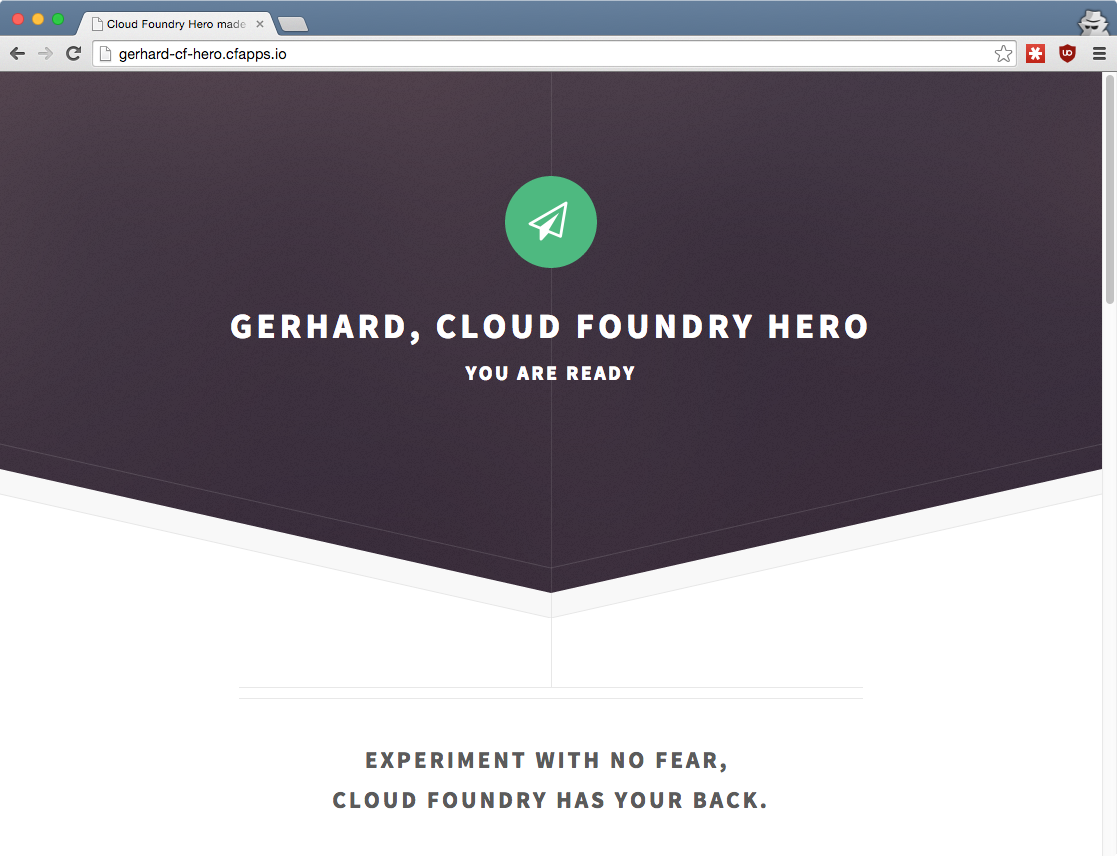 Cloud Foundry Hero made
gerhard-cf-hero.cfapps.io
GERHARD, CLOUD FOUNDRY HERO
YOU ARE READY
EXPERIMENT WITH NO FEAR,
CLOUD FOUNDRY HAS YOUR BACK.